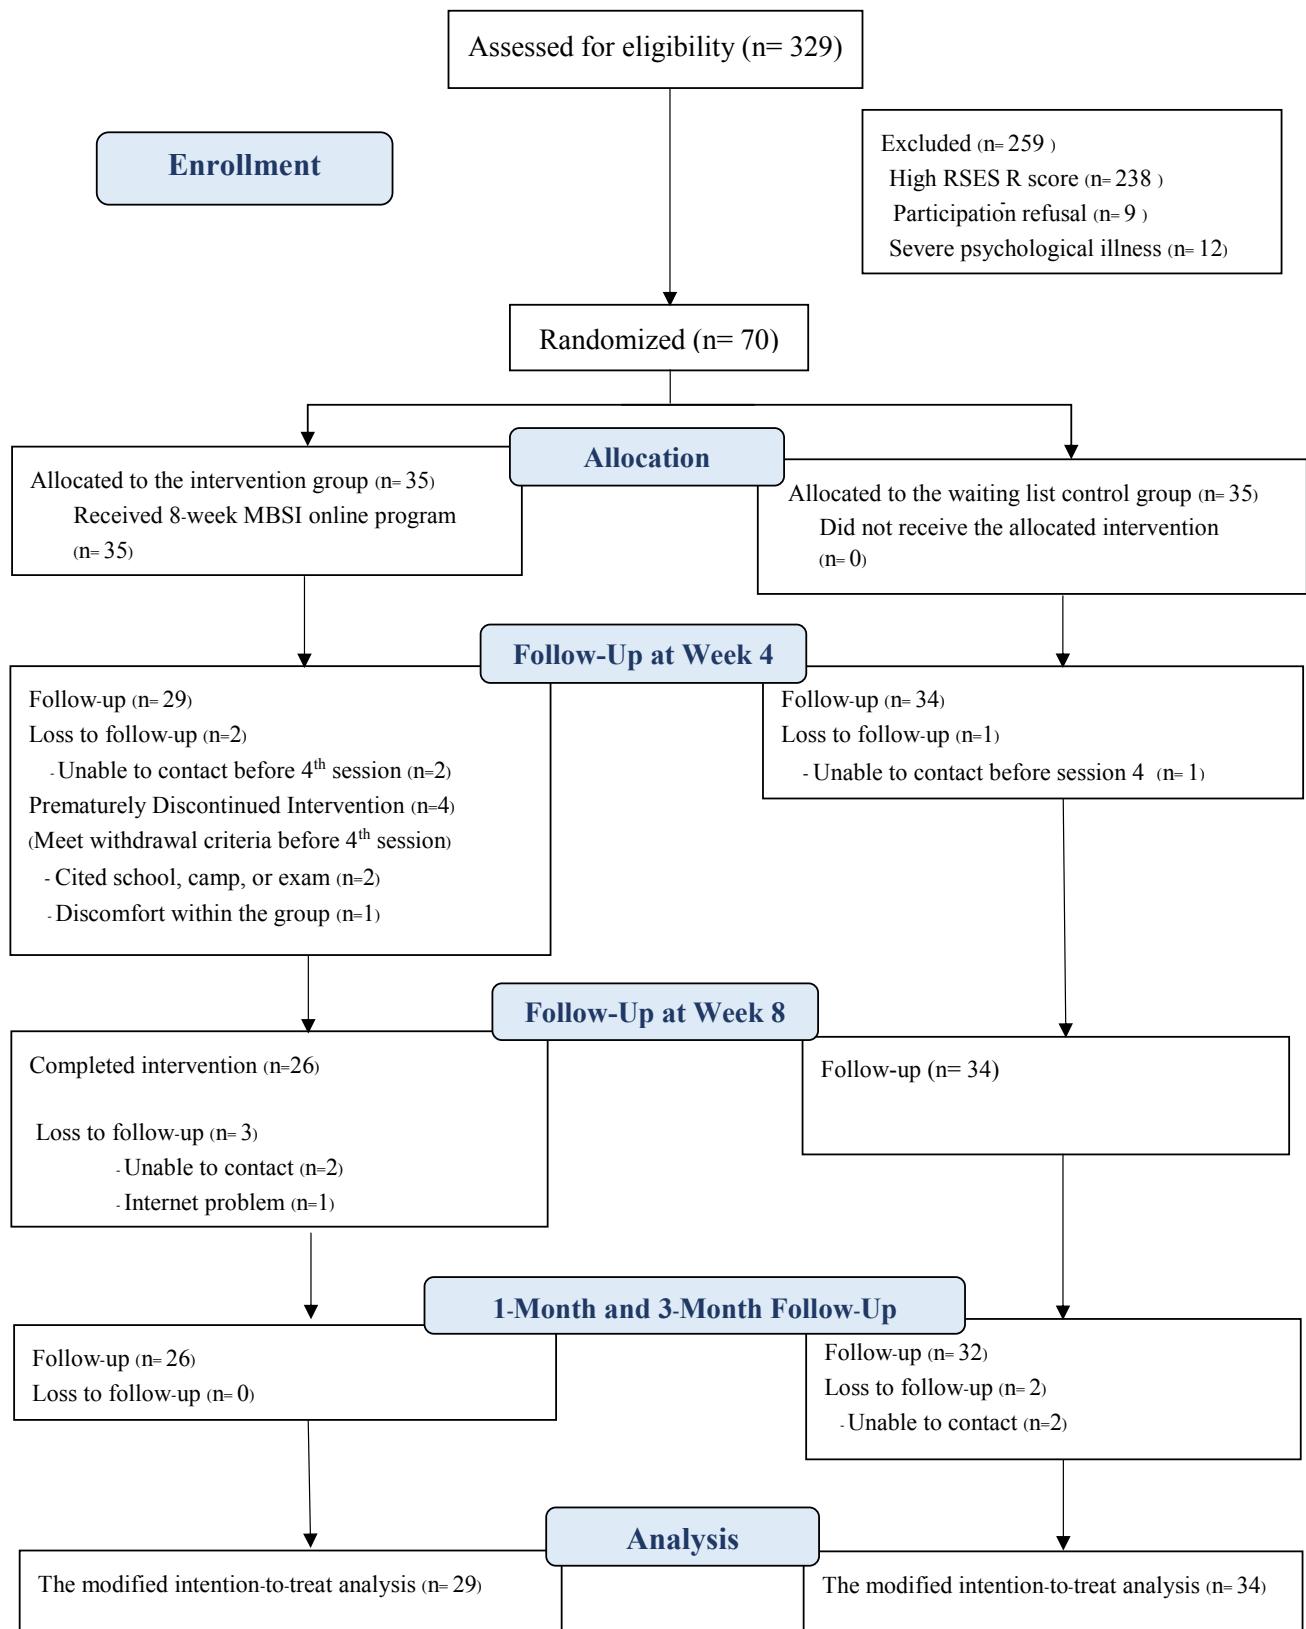 Assessed for eligibility (n= 329)
Enrollment
Excluded (n= 259 )
High RSES R score (n= 238 )
Participation refusal (n= 9 )
Severe psychological illness (n= 12)
Randomized (n= 70)
Allocation
Allocated to the intervention group (n= 35)
Received 8-week MBSI online program
(n= 35)
Allocated to the waiting list control group (n= 35)
Did not receive the allocated intervention
(n= 0)
Follow-Up at Week 4
Follow-up (n= 29)
Loss to follow-up (n=2)
- Unable to contact before 4th session (n=2)
Prematurely Discontinued Intervention (n=4)
(Meet withdrawal criteria before 4th session)
- Cited school, camp, or exam (n=2)
- Discomfort within the group (n=1)
Follow-up (n= 34)
Loss to follow-up (n=1)
- Unable to contact before session 4 (n= 1)
Follow-Up at Week 8
Completed intervention (n=26)
Loss to follow-up (n= 3)
- Unable to contact (n=2)
- Internet problem (n=1)
Follow-up (n= 34)
1-Month and 3-Month Follow-Up
Follow-up (n= 26)
Loss to follow-up (n= 0)
Follow-up (n= 32)
Loss to follow-up (n= 2)
- Unable to contact (n=2)
Analysis
The modified intention-to-treat analysis (n= 29)
The modified intention-to-treat analysis (n= 34)